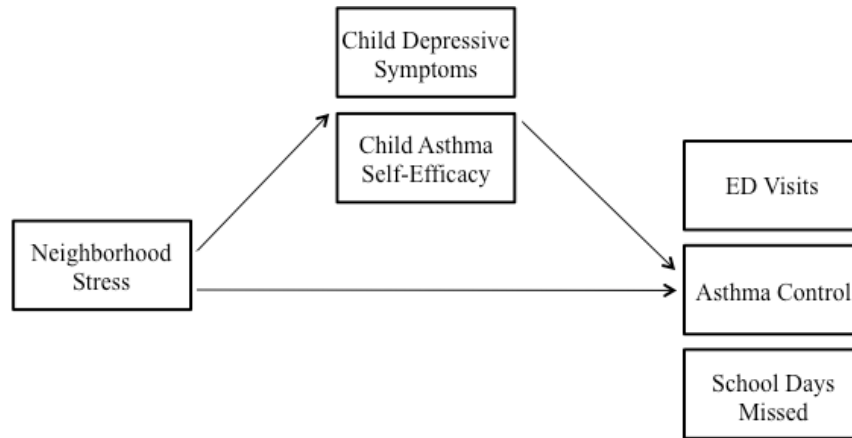 Child Depressive
Symptoms
Child Asthma
Self-Efficacy
ED Visits
Neighborhood
Stress
Asthma Control
School Days
Missed